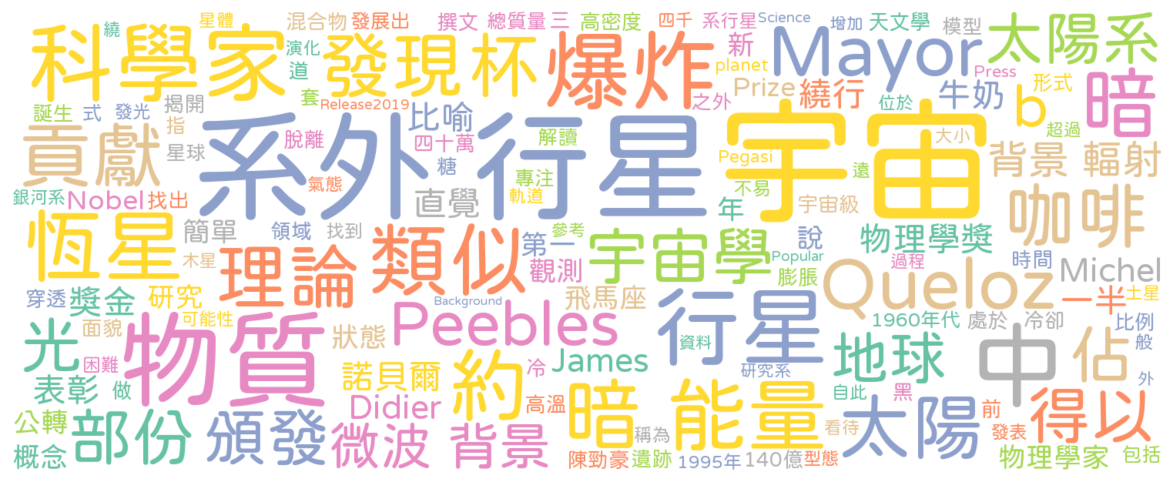 繞 星體 混合物 發展出 撰文 總質量 三 高密度 四千 系行星 Science 增加 天文學 模型 太陽系
科學家 演化 發現 杯 爆炸 新 Mayor
道 planet Press
誕生 式 發光 揭開 套 Release2019 比喻 之外 Prize 繞行 位於 牛奶 形式 b 暗
貢獻 指 脫離 四十萬 解讀 宇宙 大小 超過
星球 系外行星 糖 專注 Pegasi 遠 背景 輻射
銀河系 Nobel 找出 氣態 直覺 軌道 不易 年 宇宙級 咖啡
恆星 簡單 領域 找到 類似 第一 參考 宇宙學 說 物理學獎
木星 理論 觀測 Popular 膨脹 過程 時間 Michel
穿透 獎金 研究 Background 飛馬座 行星 Queloz 一半 土星
光 面貌 可能性 物質 狀態 Peebles 資料 1960年代 處於 冷卻 比例
困難 諾貝爾 約 冷 James 研究系 地球 中 佔 般
表彰 做 Didier 高溫 暗 能量 自此 黑 外
公轉 部份 頒發 微波 背景 稱為 看待 太陽 前 得以
概念 陳勁豪 遺跡 1995年 140億 型態 發表 物理學家 包括